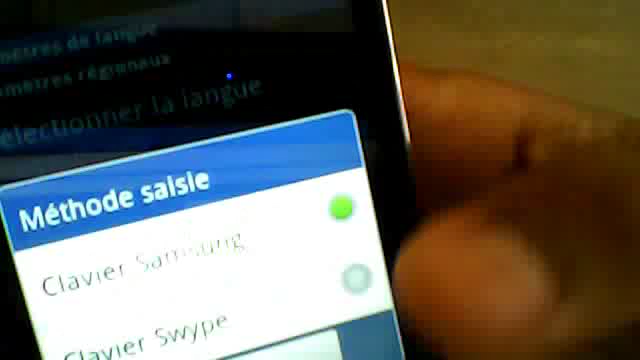 mètres de langue
mètres régionaux
électionner la langue
Méthode saisie
Clavier Samsung
Clavier Swype